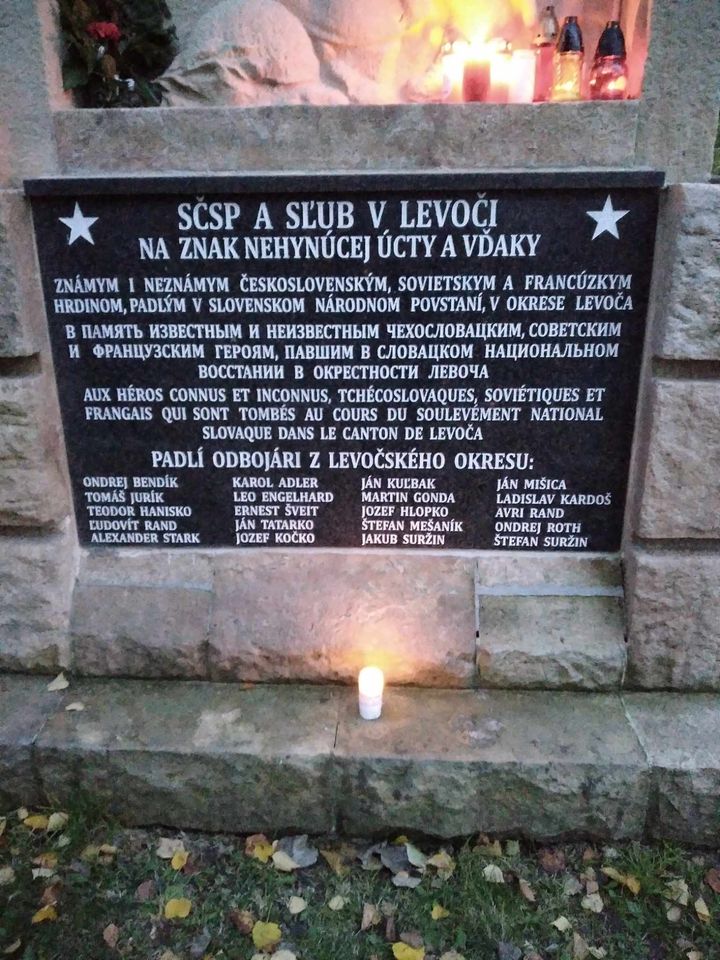 SČSP A SĽUB V LEVOČI
NA ZNAK NEHYNÚCEJ ÚCTY A VĎAKY
ZNÁMYM I NEZNÁMYM ČESKOSLOVENSKÝM, SOVIETSKYM A FRANCÚZKYM
HRDINOM, PADLÝM V SLOVENSKOM NÁRODNOM POVSTANÍ, V OKRESE LEVOČA
В ПАМЯТЬ ИЗВЕСТНЫМ И НЕИЗВЕСТНЫМ ЧЕХОСЛОВАЦКИМ, СОВЕТСКИМ
И ФРАНЦУЗСКИМ ГЕРОЯМ, ПАВШИМ В СЛОВАЦКОМ НАЦИОНАЛЬНОМ
ВОССТАНИИ В ОКРЕСТНОСТИ ЛЕВОЧА
AUX HÉROS CONNUS ET INCONNUS, TCHÉCOSLOVAQUES, SOVIÉTIQUES ET
FRANGAIS QUI SONT TOMBÉS AU COURS DU SOULEVÉMENT NATIONAL
SLOVAQUE DANS LE CANTON DE LEVOČA
PADLÍ ODBOJÁRI Z LEVOČSKÉHO OKRESU:
ONDREJ BENDÍK
TOMÁŠ JURÍK
TEODOR HANISKO
ĽUDOVÍT RAND
ALEXANDER STARK
KAROL ADLER
LEO ENGELHARD
ERNEST ŠVEIT
JÁN TATARKO
JOZEF KOČKO
JÁN KUĽBAK
MARTIN GONDA
JOZEF HLOPKO
ŠTEFAN MEŠANÍK
JAKUB SURŽIN
JÁN MIŠICA
LADISLAV KARDOŠ
AVRI RAND
ONDREJ ROTH
ŠTEFAN SURŽIN